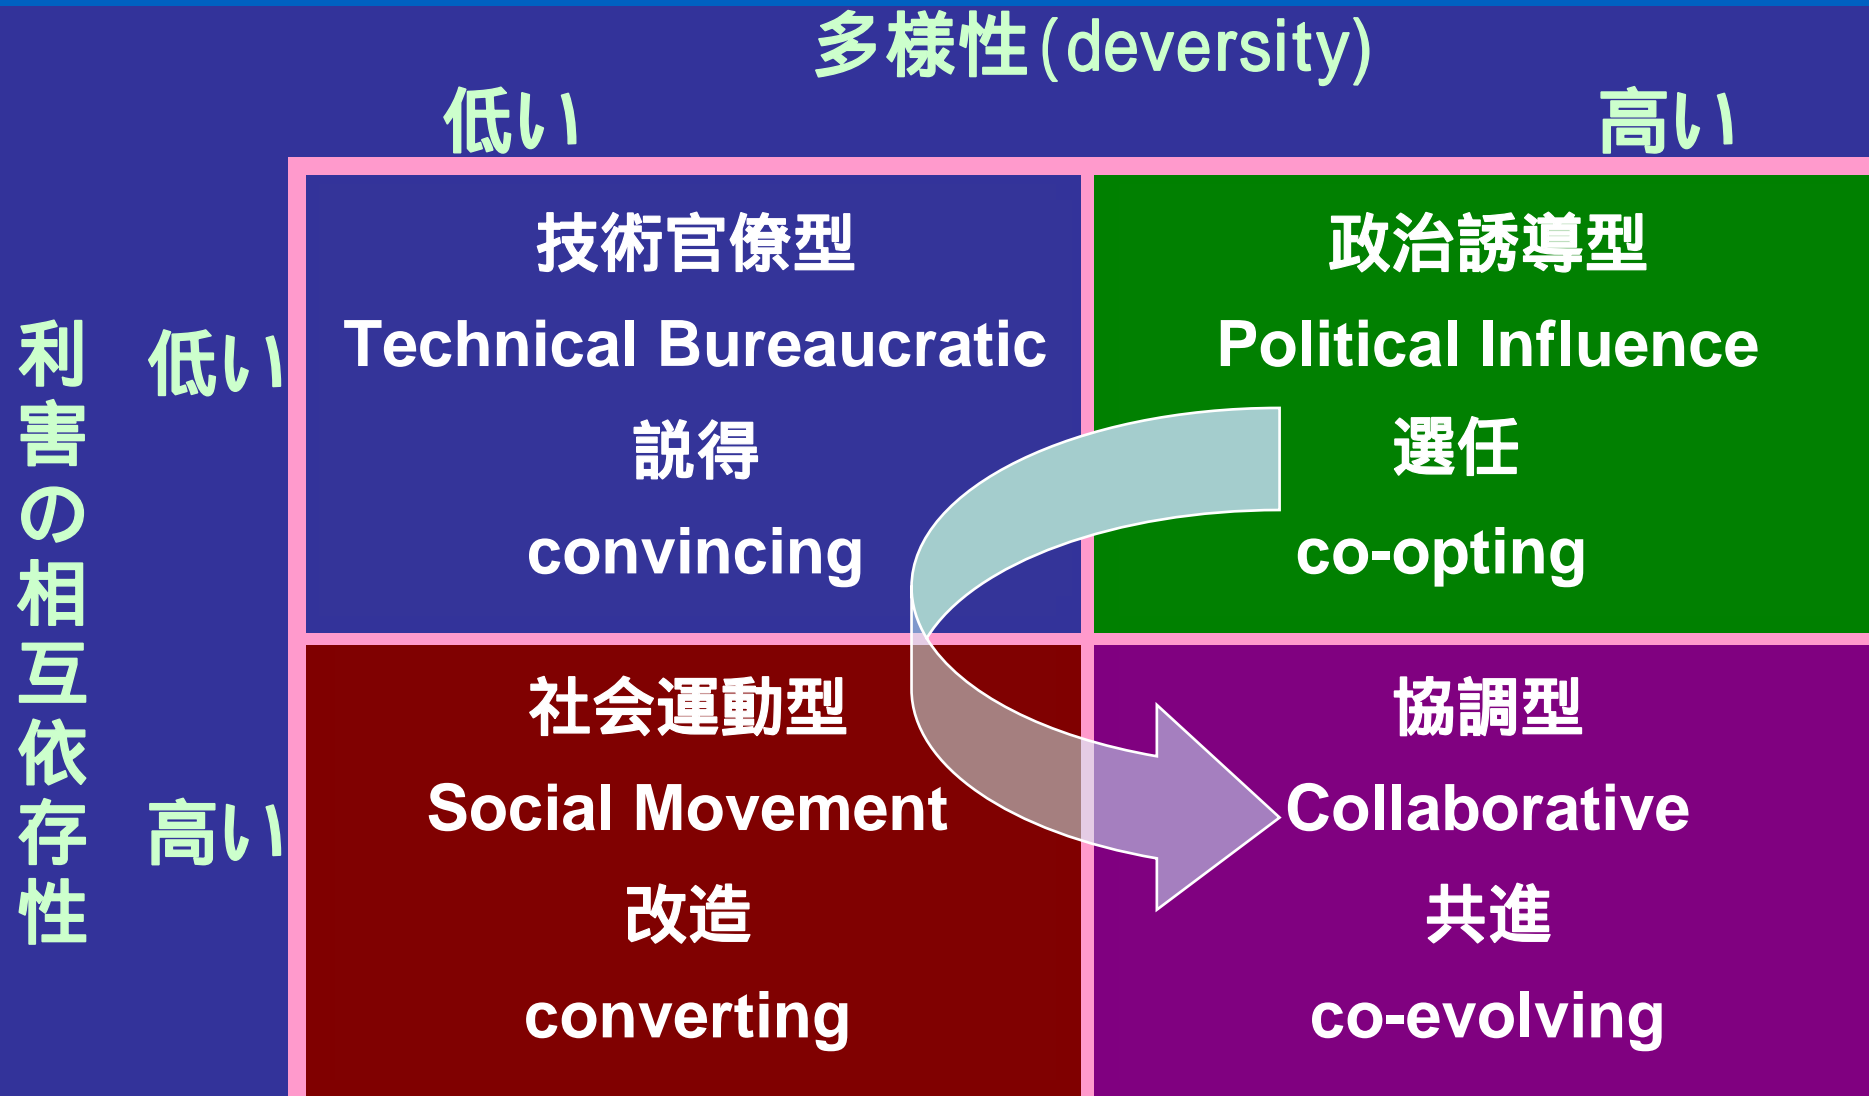 多様性(deversity)
低い
高い
利害の相互依存性
低い
高い
技術官僚型
Technical Bureaucratic
説得
convincing
政治誘導型
Political Influence
選任
co-opting
社会運動型
Social Movement
改造
converting
協調型
Collaborative
共進
co-evolving